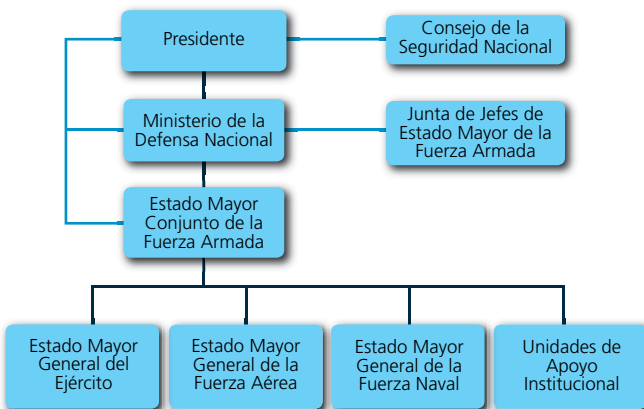 Presidente
Consejo de la
Seguridad Nacional
Ministerio de la
Defensa Nacional
Junta de Jefes de
Estado Mayor de la
Fuerza Armada
Estado Mayor
Conjunto de la
Fuerza Armada
Estado Mayor
General del
Ejército
Estado Mayor
General de la
Fuerza Aérea
Estado Mayor
General de la
Fuerza Naval
Unidades de
Apoyo
Institucional